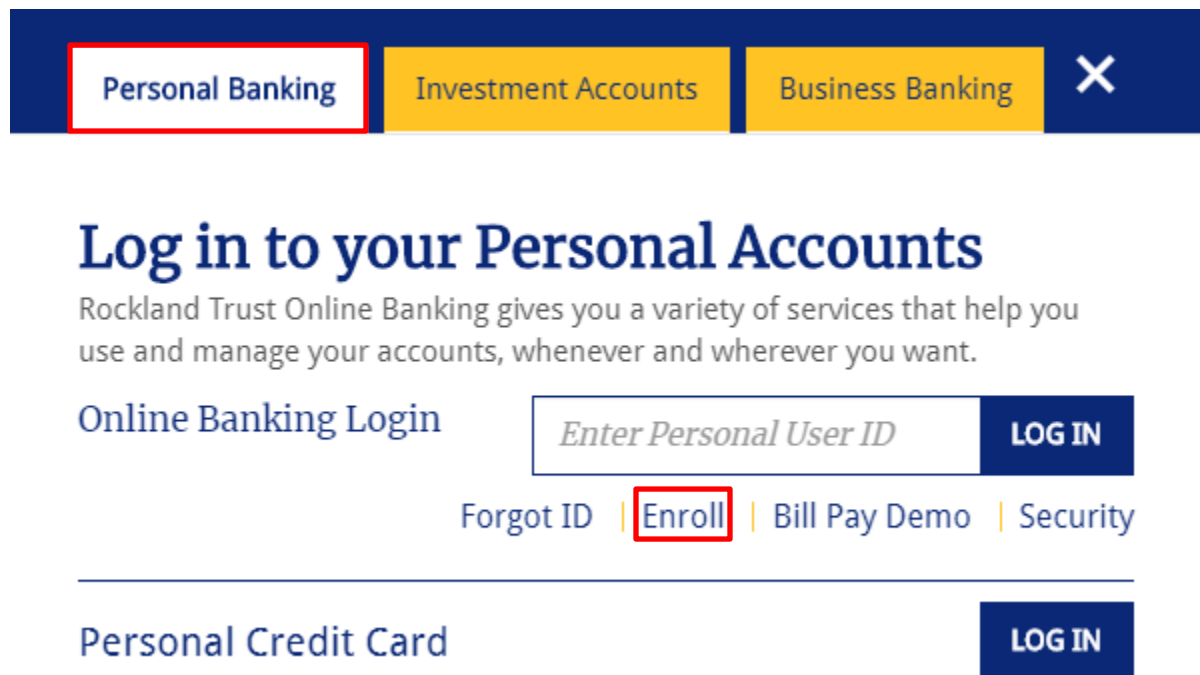 Personal Banking Investment Accounts Business Banking ×
Log in to your Personal Accounts
Rockland Trust Online Banking gives you a variety of services that help you
use and manage your accounts, whenever and wherever you want.
Online Banking Login Enter Personal User ID LOG IN
Forgot ID | Enroll | Bill Pay Demo | Security
Personal Credit Card LOG IN